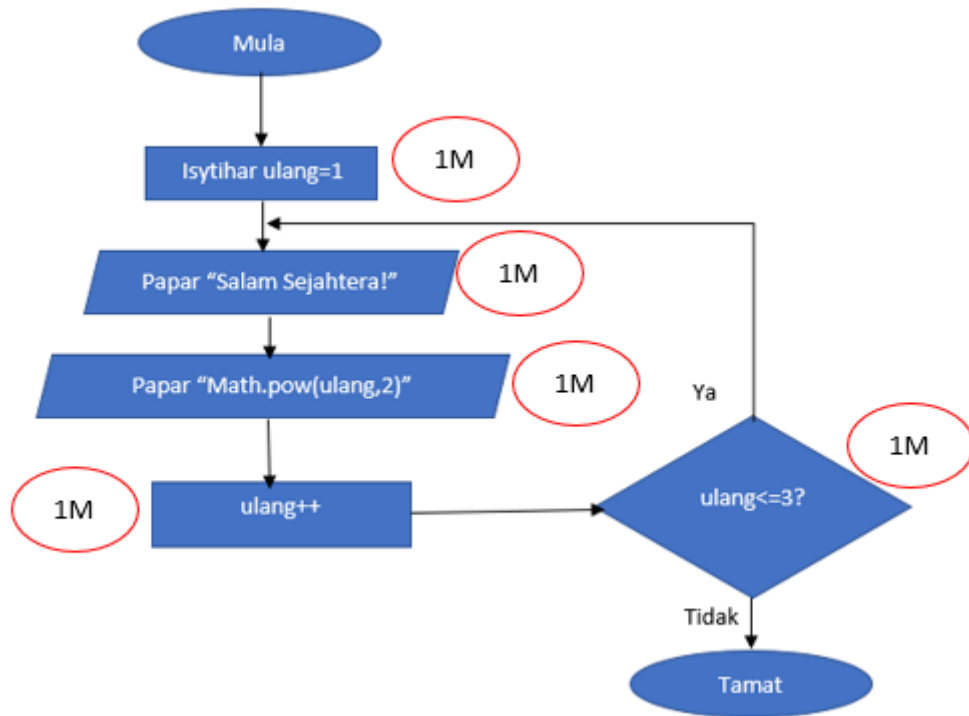 Mula
Isytihar ulang=1
1M
Papar “Salam Sejahtera!”
1M
Papar “Math.pow(ulang,2)”
1M
Ya
1M
ulang++
1M
ulang<=3?
Tidak
Tamat